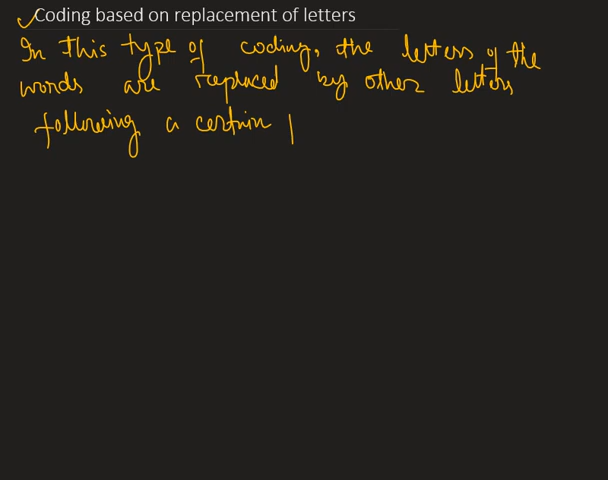 Coding based on replacement of letters
In this type of coding, the letters of the
words are replaced by other letters
following a certain